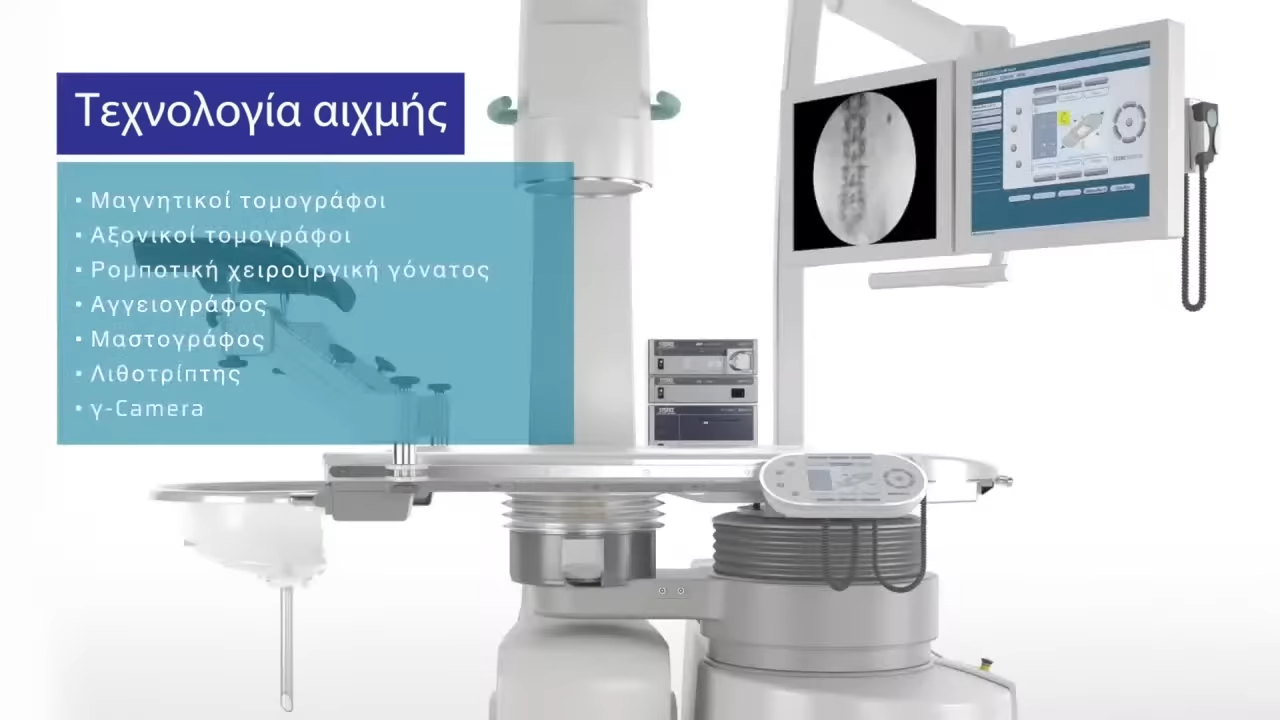 Τεχνολογία αιχμής
• Μαγνητικοί τομογράφοι
• Αξονικοί τομογράφοι
• Ρομποτική χειρουργική γόνατος
• Αγγειογράφος
• Μαστογράφος
• Λιθοτρίπτης
• γ-Camera